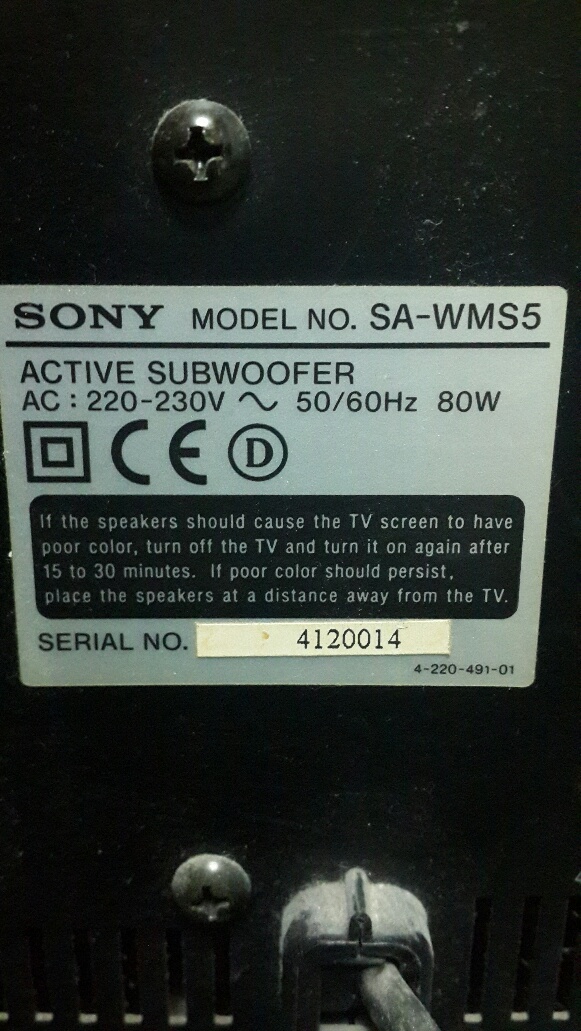 SONY MODEL NO. SA-WMS5
ACTIVE SUBWOOFER
AC : 220-230V ~ 50/60Hz 80W
CE D
If the speakers should cause the TV screen to have
poor color, turn off the TV and turn it on again after
15 to 30 minutes. If poor color should persist,
place the speakers at a distance away from the TV.
SERIAL NO. 4120014
4-220-491-01